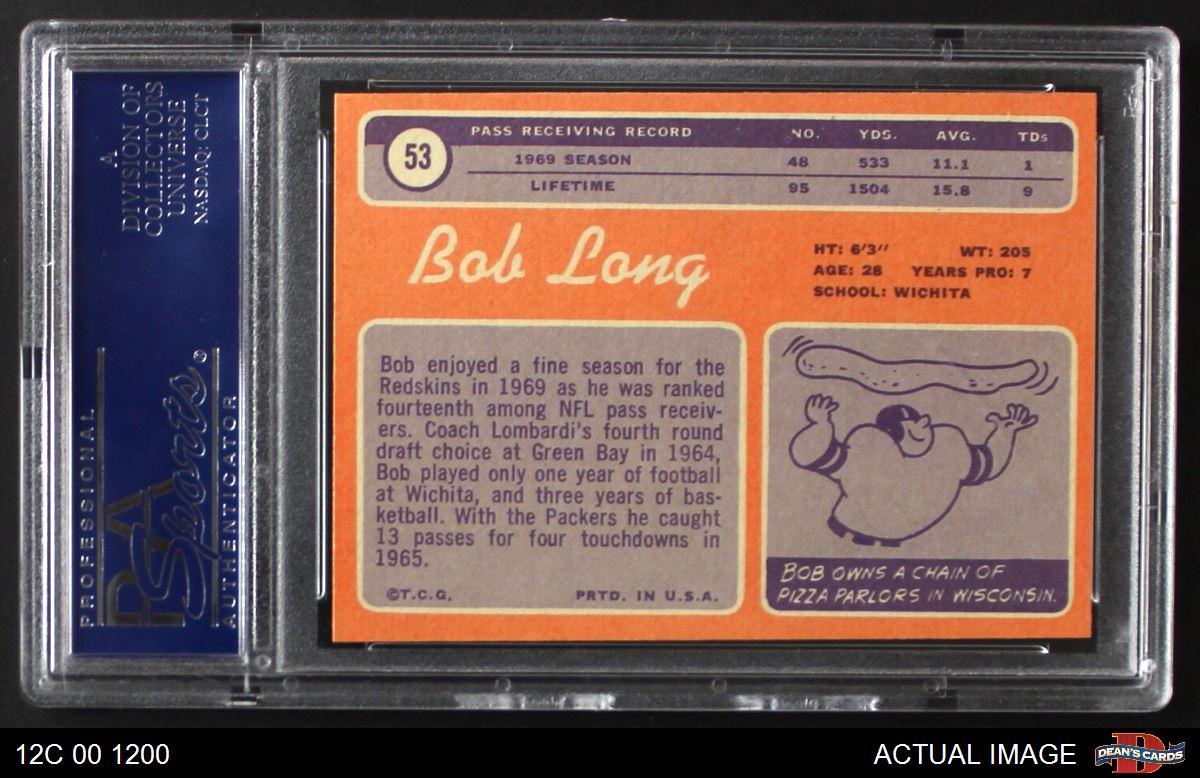 A
DIVISION OF
COLLECTORS
UNIVERSE
NASDAQ: CLCT
PROFESSIONAL
PSA
Sports®
AUTHENTICATOR
53
PASS RECEIVING RECORD NO. YDS. AVG. TDs
1969 SEASON 48 533 11.1 1
LIFETIME 95 1504 15.8 9
Bob Long
HT: 6'3" WT: 205
AGE: 28 YEARS PRO: 7
SCHOOL: WICHITA
Bob enjoyed a fine season for the
Redskins in 1969 as he was ranked
fourteenth among NFL pass receiv-
ers. Coach Lombardi's fourth round
draft choice at Green Bay in 1964,
Bob played only one year of football
at Wichita, and three years of bas-
ketball. With the Packers he caught
13 passes for four touchdowns in
1965.
©T.C.G. PRTD. IN U.S.A.
BOB OWNS A CHAIN OF
PIZZA PARLORS IN WISCONSIN.
12C 00 1200
ACTUAL IMAGE
D
DEAN'S CARDS